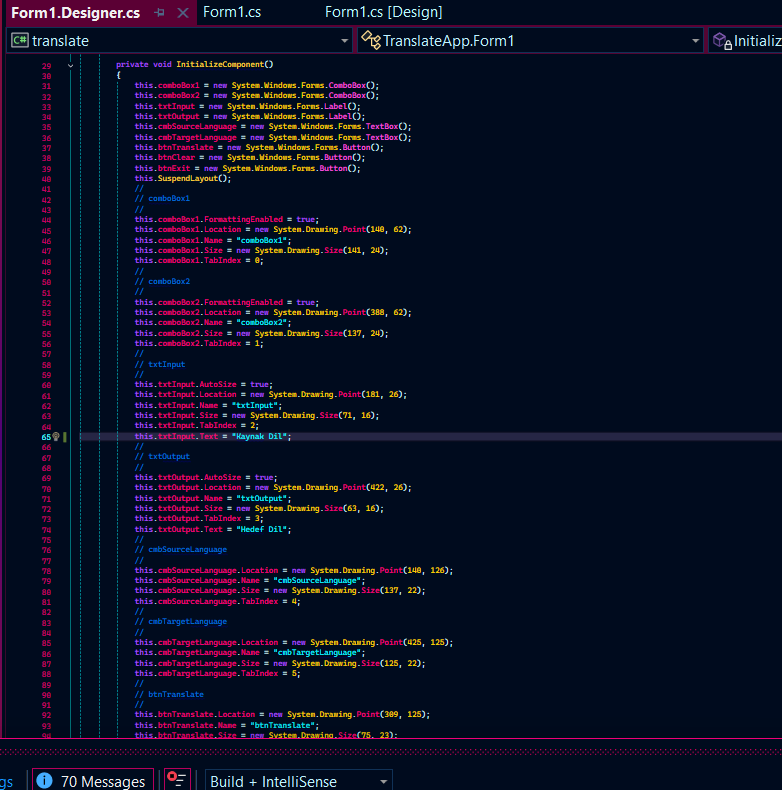 Form1.Designer.cs
Form1.cs
Form1.cs [Design]
C# translate
TranslateApp.Form1
Initializ
29 private void InitializeComponent()
30 {
31 this.comboBox1 = new System.Windows.Forms.ComboBox();
32 this.comboBox2 = new System.Windows.Forms.ComboBox();
33 this.txtInput = new System.Windows.Forms.Label();
34 this.txtOutput = new System.Windows.Forms.Label();
35 this.cmbSourceLanguage = new System.Windows.Forms.TextBox();
36 this.cmbTargetLanguage = new System.Windows.Forms.TextBox();
37 this.btnTranslate = new System.Windows.Forms.Button();
38 this.btnClear = new System.Windows.Forms.Button();
39 this.btnExit = new System.Windows.Forms.Button();
40 this.SuspendLayout();
41 //
42 // comboBox1
43 //
44 this.comboBox1.FormattingEnabled = true;
45 this.comboBox1.Location = new System.Drawing.Point(140, 62);
46 this.comboBox1.Name = "comboBox1";
47 this.comboBox1.Size = new System.Drawing.Size(141, 24);
48 this.comboBox1.TabIndex = 0;
49 //
50 // comboBox2
51 //
52 this.comboBox2.FormattingEnabled = true;
53 this.comboBox2.Location = new System.Drawing.Point(388, 62);
54 this.comboBox2.Name = "comboBox2";
55 this.comboBox2.Size = new System.Drawing.Size(137, 24);
56 this.comboBox2.TabIndex = 1;
57 //
58 // txtInput
59 //
60 this.txtInput.AutoSize = true;
61 this.txtInput.Location = new System.Drawing.Point(181, 26);
62 this.txtInput.Name = "txtInput";
63 this.txtInput.Size = new System.Drawing.Size(71, 16);
64 this.txtInput.TabIndex = 2;
65 this.txtInput.Text = "Kaynak Dil";
66 //
67 // txtOutput
68 //
69 this.txtOutput.AutoSize = true;
70 this.txtOutput.Location = new System.Drawing.Point(422, 26);
71 this.txtOutput.Name = "txtOutput";
72 this.txtOutput.Size = new System.Drawing.Size(63, 16);
73 this.txtOutput.TabIndex = 3;
74 this.txtOutput.Text = "Hedef Dil";
75 //
76 // cmbSourceLanguage
77 //
78 this.cmbSourceLanguage.Location = new System.Drawing.Point(140, 126);
79 this.cmbSourceLanguage.Name = "cmbSourceLanguage";
80 this.cmbSourceLanguage.Size = new System.Drawing.Size(137, 22);
81 this.cmbSourceLanguage.TabIndex = 4;
82 //
83 // cmbTargetLanguage
84 //
85 this.cmbTargetLanguage.Location = new System.Drawing.Point(425, 125);
86 this.cmbTargetLanguage.Name = "cmbTargetLanguage";
87 this.cmbTargetLanguage.Size = new System.Drawing.Size(125, 22);
88 this.cmbTargetLanguage.TabIndex = 5;
89 //
90 // btnTranslate
91 //
92 this.btnTranslate.Location = new System.Drawing.Point(309, 125);
93 this.btnTranslate.Name = "btnTranslate";
94 this.btnTranslate.Size = new System.Drawing.Size(75, 23);
gs
70 Messages
Build + IntelliSense